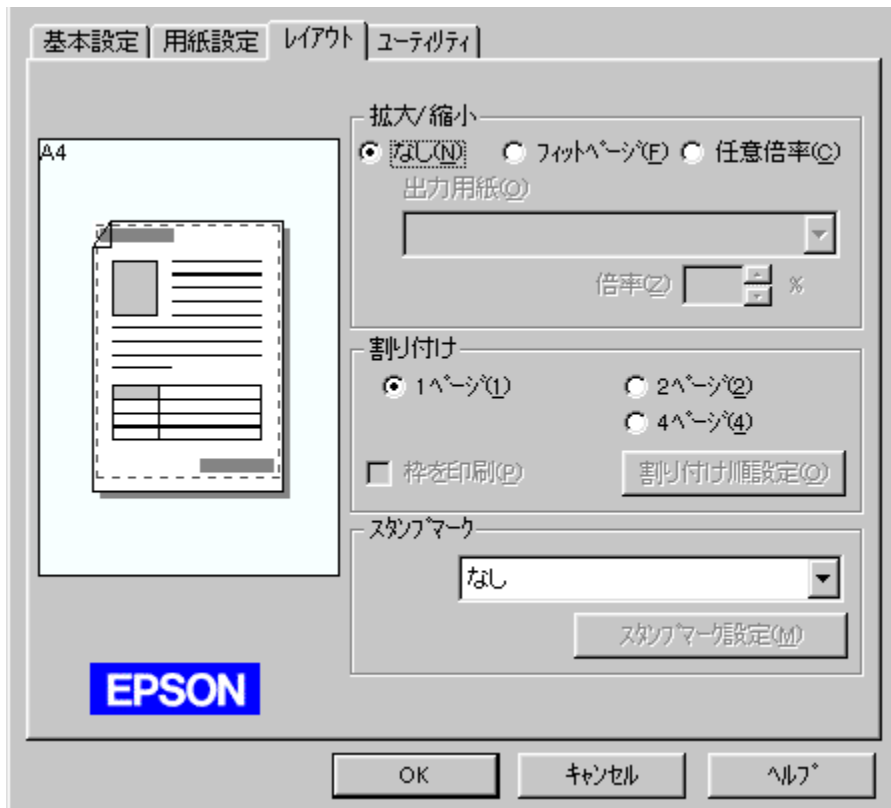 基本設定 用紙設定 ﾚｲｱｳﾄ ﾕｰﾃｨﾘﾃｨ
A4
拡大/縮小
なし(N) ﾌｨｯﾄﾍﾟｰｼﾞ(F) 任意倍率(C)
出力用紙(O)
倍率(Z) %
割り付け
1ﾍﾟｰｼﾞ(1) 2ﾍﾟｰｼﾞ(2)
4ﾍﾟｰｼﾞ(4)
枠を印刷(P) 割り付け順設定(O)
ｽﾀﾝﾌﾟﾏｰｸ
なし
ｽﾀﾝﾌﾟﾏｰｸ設定(M)
EPSON
OK ｷｬﾝｾﾙ ﾍﾙﾌﾟ